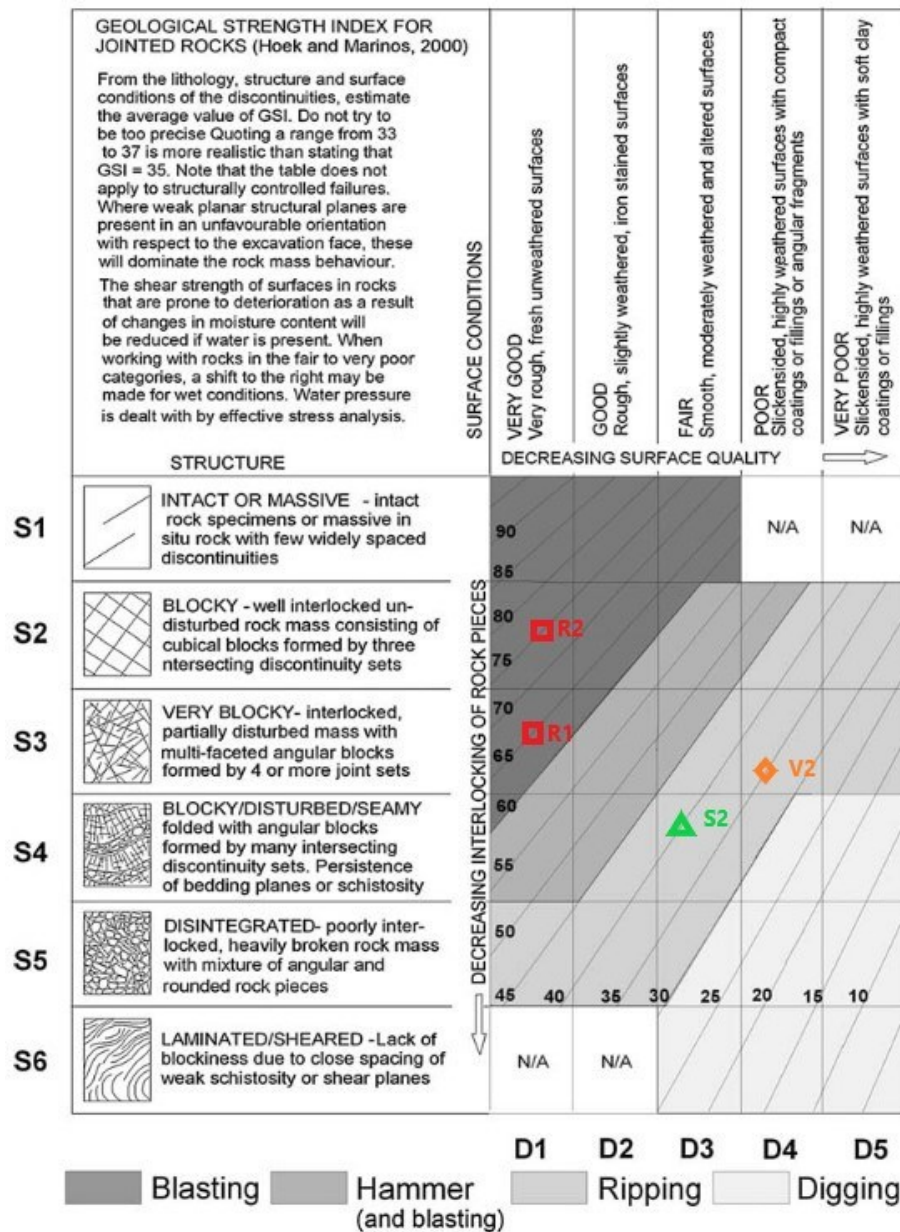 GEOLOGICAL STRENGTH INDEX FOR
JOINTED ROCKS (Hoek and Marinos, 2000)
From the lithology, structure and surface
conditions of the discontinuities, estimate
the average value of GSI. Do not try to
be too precise Quoting a range from 33
to 37 is more realistic than stating that
GSI = 35. Note that the table does not
apply to structurally controlled failures.
Where weak planar structural planes are
present in an unfavourable orientation
with respect to the excavation face, these
will dominate the rock mass behaviour.
The shear strength of surfaces in rocks
that are prone to deterioration as a result
of changes in moisture content will
be reduced if water is present. When
working with rocks in the fair to very poor
categories, a shift to the right may be
made for wet conditions. Water pressure
is dealt with by effective stress analysis.
STRUCTURE
SURFACE CONDITIONS
VERY GOOD
Very rough, fresh unweathered surfaces
GOOD
Rough, slightly weathered, iron stained surfaces
FAIR
Smooth, moderately weathered and altered surfaces
POOR
Slickensided, highly weathered surfaces with compact
coatings or fillings or angular fragments
VERY POOR
Slickensided, highly weathered surfaces with soft clay
coatings or fillings
DECREASING SURFACE QUALITY
DECREASING INTERLOCKING OF ROCK PIECES
S1
INTACT OR MASSIVE - intact
rock specimens or massive in
situ rock with few widely spaced
discontinuities
90
85
N/A
N/A
S2
BLOCKY - well interlocked un-
disturbed rock mass consisting of
cubical blocks formed by three
ntersecting discontinuity sets
80
75
R2
S3
VERY BLOCKY- interlocked,
partially disturbed mass with
multi-faceted angular blocks
formed by 4 or more joint sets
70
65
R1
V2
S4
BLOCKY/DISTURBED/SEAMY
folded with angular blocks
formed by many intersecting
discontinuity sets. Persistence
of bedding planes or schistosity
60
55
S2
S5
DISINTEGRATED- poorly inter-
locked, heavily broken rock mass
with mixture of angular and
rounded rock pieces
50
45 40 35 30 25 20 15 10
S6
LAMINATED/SHEARED -Lack of
blockiness due to close spacing of
weak schistosity or shear planes
N/A
N/A
D1 D2 D3 D4 D5
Blasting
Hammer
(and blasting)
Ripping
Digging